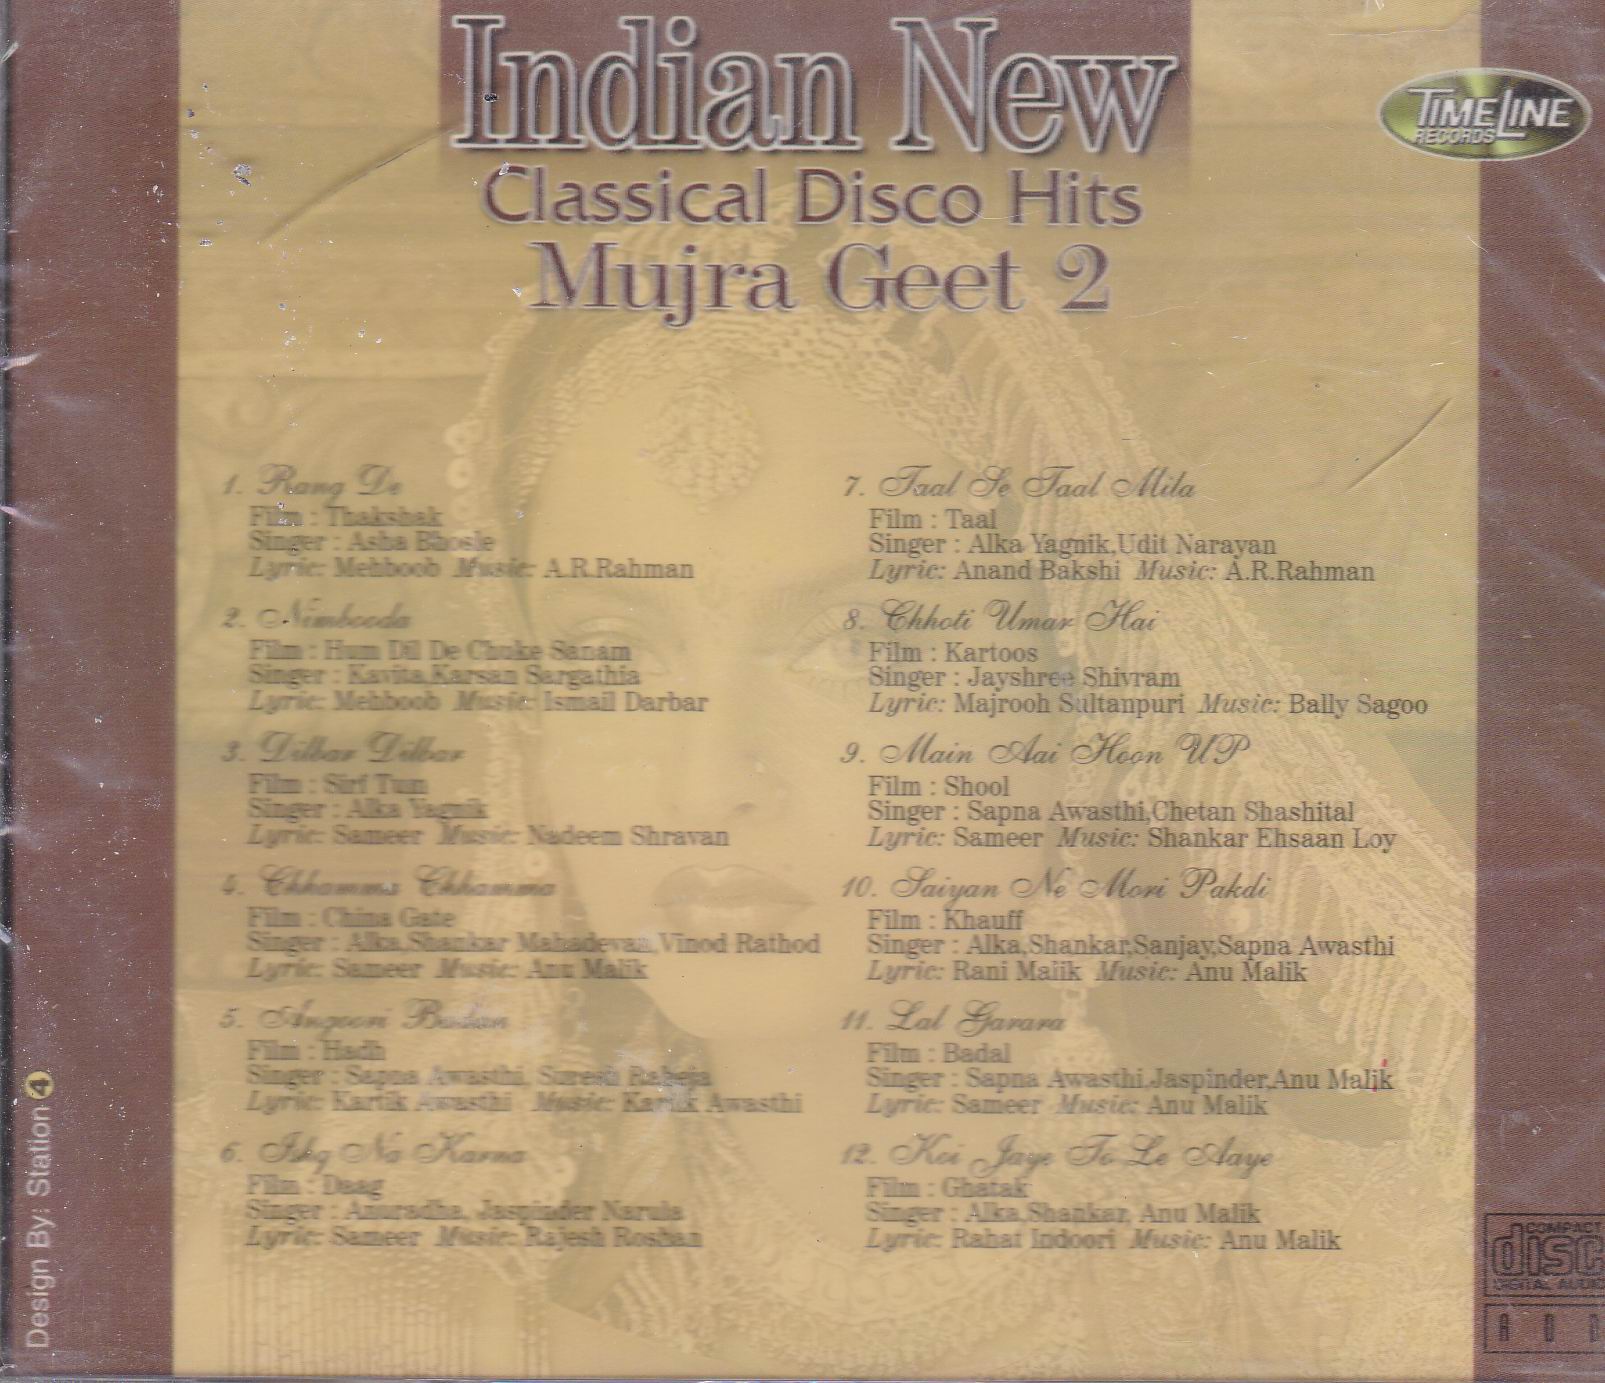 Indian New
TIMELINE
RECORDS
Classical Disco Hits
Mujra Geet 2
1. Rang De
Film : Thakshak
Singer : Asha Bhosle
Lyric: Mehboob Music: A.R.Rahman
2. Nimbooda
Film : Hum Dil De Chuke Sanam
Singer : Kavita,Karsan Sargathia
Lyric: Mehboob Music: Ismail Darbar
3. Dilbar Dilbar
Film : Sirf Tum
Singer : Alka Yagnik
Lyric: Sameer Music: Nadeem Shravan
4. Chhamma Chhamma
Film : China Gate
Singer : Alka,Shankar Mahadevan,Vinod Rathod
Lyric: Sameer Music: Anu Malik
5. Angoori Badan
Film : Hadh
Singer : Sapna Awasthi, Suresh Raheja
Lyric: Kartik Awasthi Music: Kartik Awasthi
6. Ishq Na Karna
Film : Daag
Singer : Anuradha, Jaspinder Narula
Lyric: Sameer Music: Rajesh Roshan
7. Taal Se Taal Mila
Film : Taal
Singer : Alka Yagnik,Udit Narayan
Lyric: Anand Bakshi Music: A.R.Rahman
8. Chhoti Umar Hai
Film : Kartoos
Singer : Jayshree Shivram
Lyric: Majrooh Sultanpuri Music: Bally Sagoo
9. Main Aai Hoon UP
Film : Shool
Singer : Sapna Awasthi,Chetan Shashital
Lyric: Sameer Music: Shankar Ehsaan Loy
10. Saiyan Ne Mori Pakdi
Film : Khauff
Singer : Alka,Shankar,Sanjay,Sapna Awasthi
Lyric: Rani Malik Music: Anu Malik
11. Lal Garara
Film : Badal
Singer : Sapna Awasthi,Jaspinder,Anu Malik
Lyric: Sameer Music: Anu Malik
12. Koi Jaye To Le Aaye
Film : Ghatak
Singer : Alka,Shankar, Anu Malik
Lyric: Rahat Indoori Music: Anu Malik
Design By: Station 4
COMPACT
disc
DIGITAL AUDIO